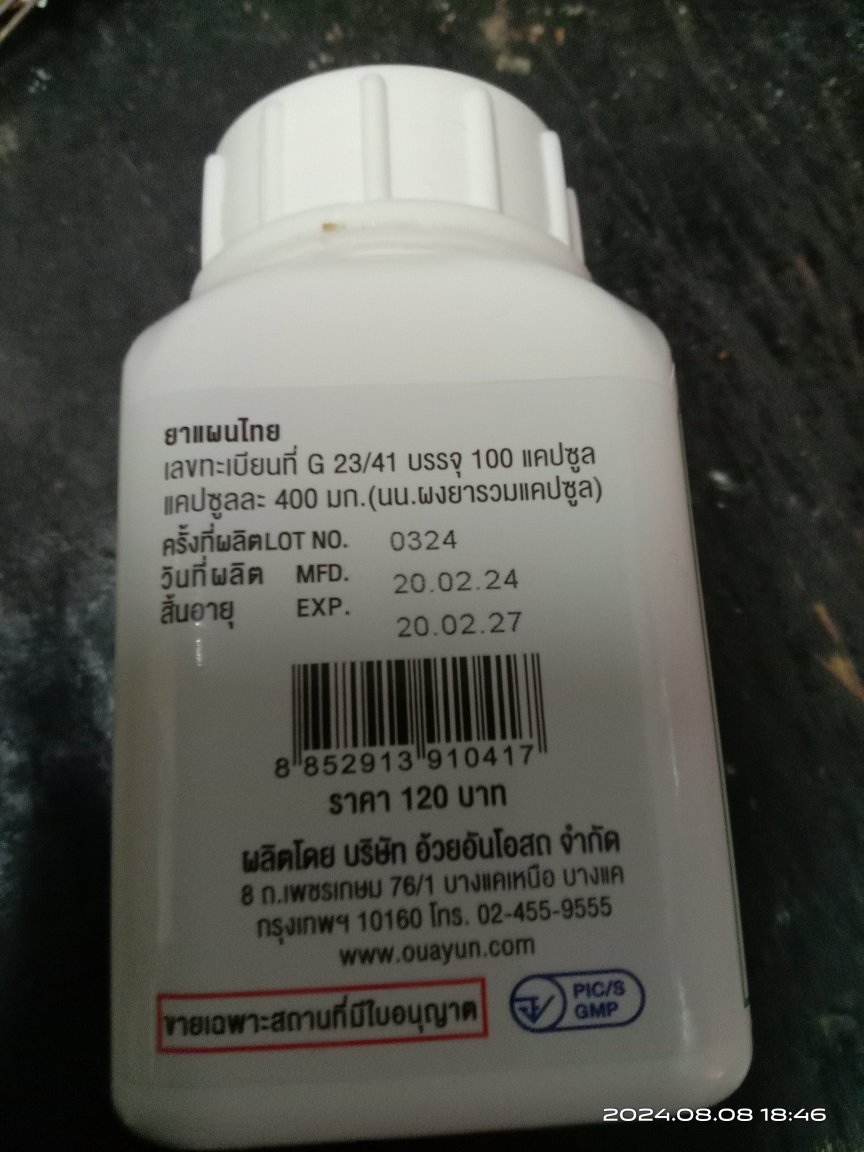 ยาแผนไทย
เลขทะเบียนที่ G 23/41 บรรจุ 100 แคปซูล
แคปซูลละ 400 มก.(นน.ผงยารวมแคปซูล)
ครั้งที่ผลิตLOT NO. 0324
วันที่ผลิต MFD. 20.02.24
สิ้นอายุ EXP. 20.02.27
8 852913 910417
ราคา 120 บาท
ผลิตโดย บริษัท อ้วยอันโอสถ จำกัด
8 ถ.เพชรเกษม 76/1 บางแคเหนือ บางแค
กรุงเทพฯ 10160 โทร. 02-455-9555
www.ouayun.com
ขายเฉพาะสถานที่มีใบอนุญาต
PIC/S
GMP
2024.08.08 18:46